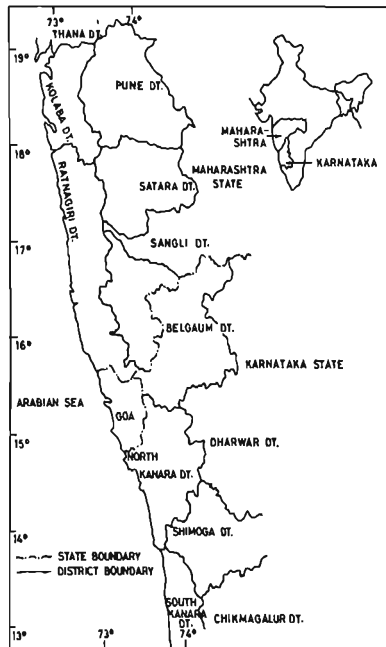 73°
74°
THANA DT.
19°
KOLABA DT.
PUNE DT.
MAHARA-
SHTRA
KARNATAKA
18°
RATNAGIRI DT.
SATARA DT.
MAHARASHTRA
STATE
17°
SANGLI DT.
BELGAUM DT.
16°
KARNATAKA STATE
ARABIAN SEA
GOA
15°
DHARWAR DT.
NORTH
KAHARA DT.
14°
SHIMOGA DT.
STATE BOUNDARY
DISTRICT BOUNDARY
SOUTH
KANARA
DT.
CHIKMAGALUR DT.
13°
73°
74°